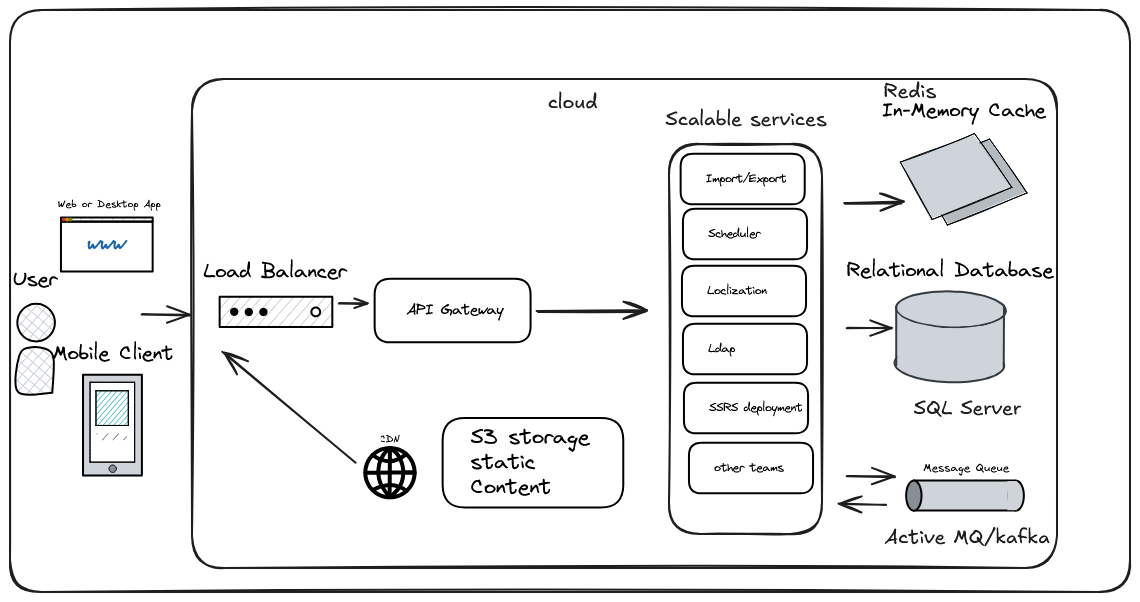 cloud
Redis
In-Memory Cache
Scalable services
Import/Export
Web or Desktop App
www
Scheduler
User
Load Balancer
Relational Database
Loclization
API Gateway
Mobile Client
Ldap
SQL Server
SSRS deployment
CDN
S3 storage
static
Content
other teams
Message Queue
Active MQ/kafka